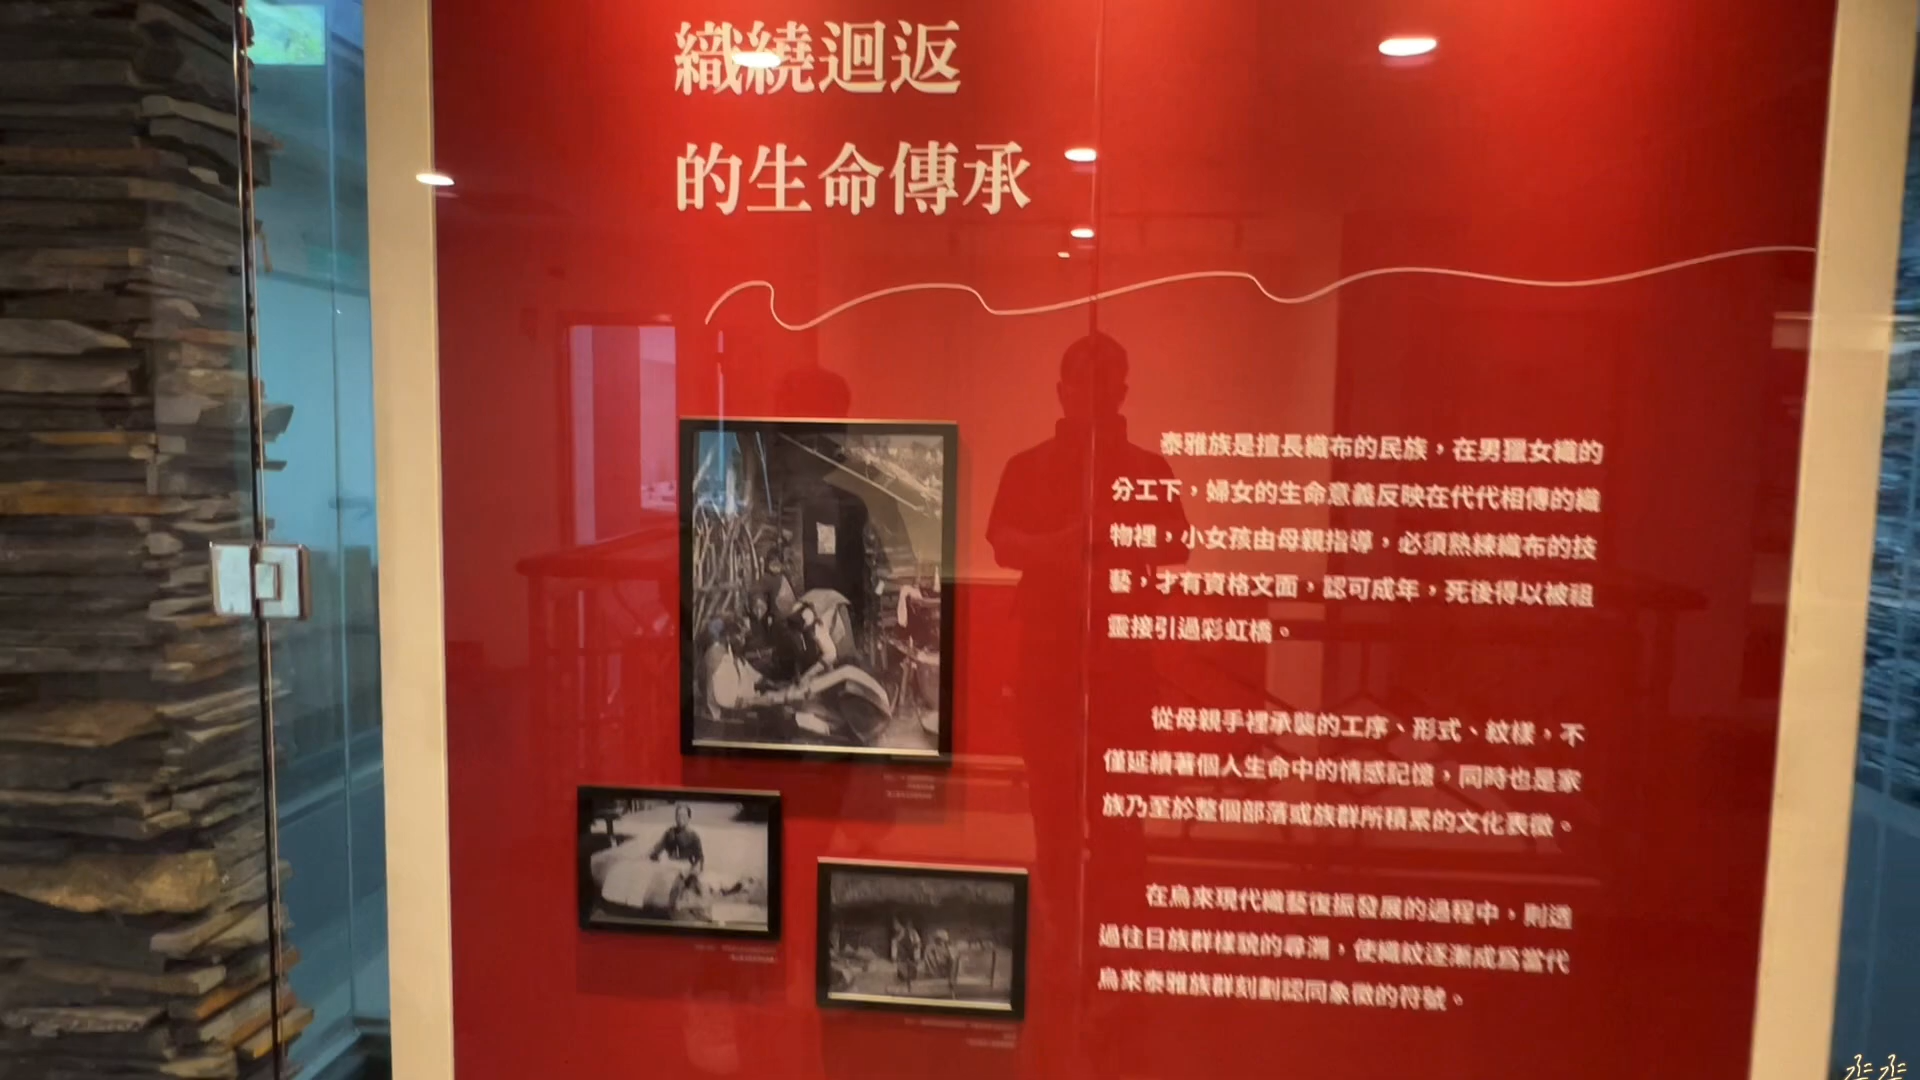 織繞迴返
的生命傳承
泰雅族是擅長織布的民族，在男獵女織的
分工下，婦女的生命意義反映在代代相傳的織
物裡，小女孩由母親指導，必須熟練織布的技
藝，才有資格文面，認可成年，死後得以被祖
靈接引過彩虹橋。
從母親手裡承襲的工序、形式、紋樣，不
僅延續著個人生命中的情感記憶，同時也是家
族乃至於整個部落或族群所積累的文化表徵。
在烏來現代織藝復振發展的過程中，則透
過往日族群樣貌的尋溯，使織紋逐漸成為當代
烏來泰雅族群刻劃認同象徵的符號。